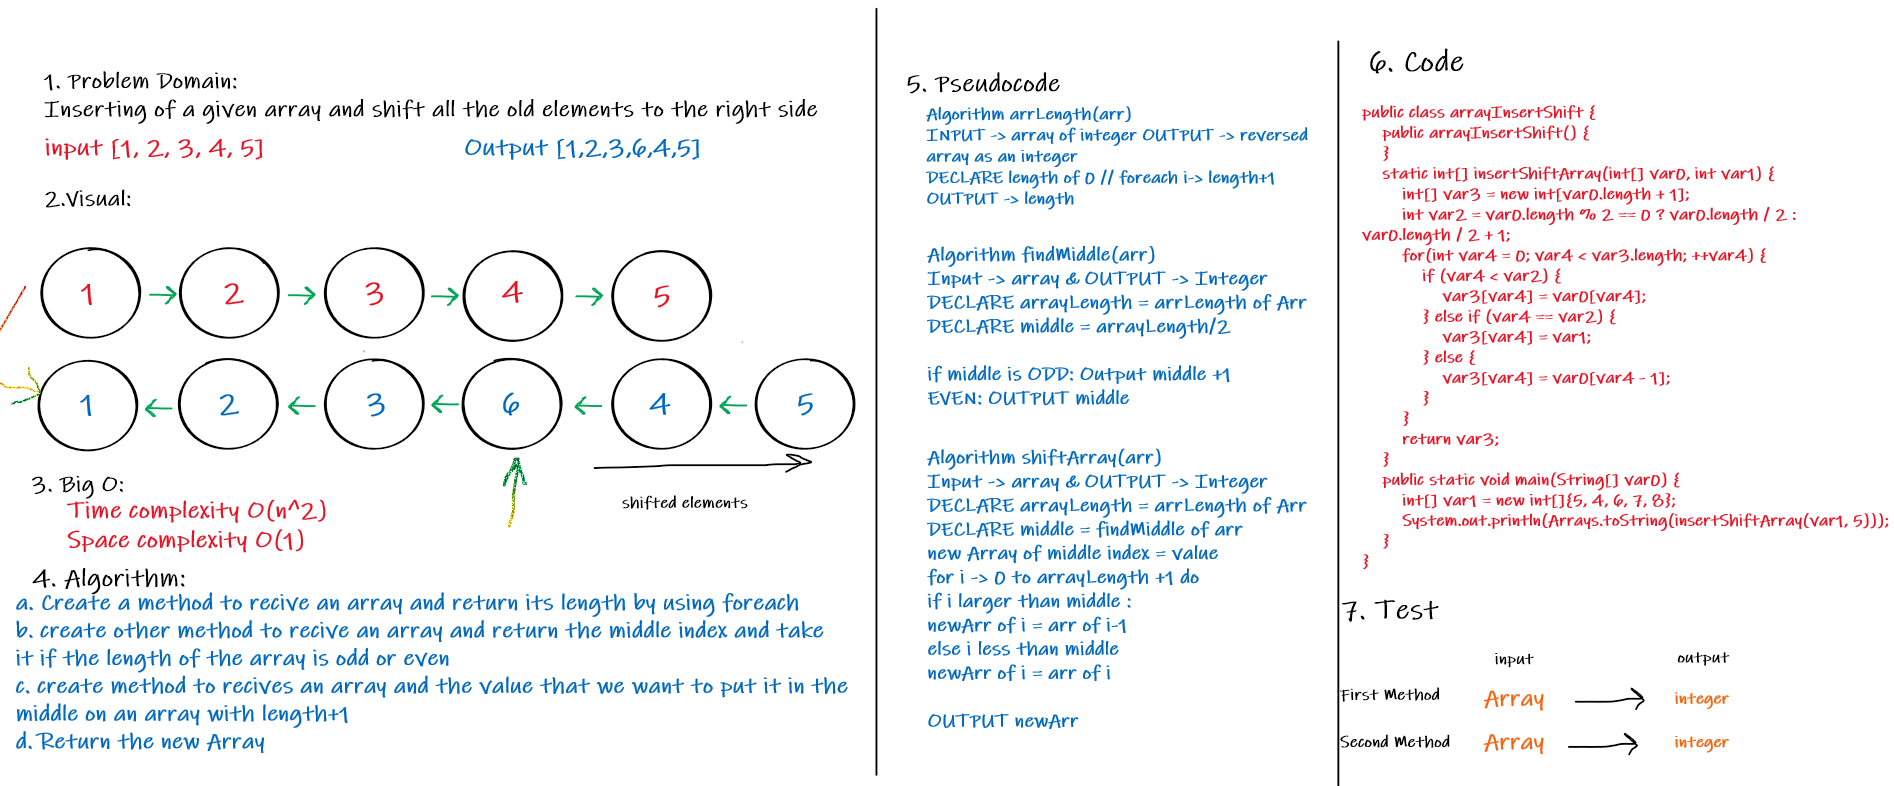 1. Problem Domain:
Inserting of a given array and shift all the old elements to the right side
input [1, 2, 3, 4, 5]
Output [1,2,3,6,4,5]
2.Visual:
1
2
3
4
5
1
2
3
6
4
5
shifted elements
3. Big O:
Time complexity O(n^2)
Space complexity O(1)
4. Algorithm:
a. Create a method to recive an array and return its length by using foreach
b. create other method to recive an array and return the middle index and take
it if the length of the array is odd or even
c. create method to recives an array and the value that we want to put it in the
middle on an array with length+1
d. Return the new Array
5. Pseudocode
Algorithm arrLength(arr)
INPUT -> array of integer OUTPUT -> reversed
array as an integer
DECLARE length of 0 // foreach i-> length+1
OUTPUT -> length
Algorithm findMiddle(arr)
Input -> array & OUTPUT -> Integer
DECLARE arrayLength = arrLength of Arr
DECLARE middle = arrayLength/2
if middle is ODD: Output middle +1
EVEN: OUTPUT middle
Algorithm shiftArray(arr)
Input -> array & OUTPUT -> Integer
DECLARE arrayLength = arrLength of Arr
DECLARE middle = findMiddle of arr
new Array of middle index = value
for i -> 0 to arrayLength +1 do
if i larger than middle :
newArr of i = arr of i-1
else i less than middle
newArr of i = arr of i
OUTPUT newArr
6. Code
public class arrayInsertShift {
public arrayInsertShift() {
}
static int[] insertShiftArray(int[] var0, int var1) {
int[] var3 = new int[var0.length + 1];
int var2 = var0.length % 2 == 0 ? var0.length / 2 :
var0.length / 2 + 1;
for(int var4 = 0; var4 < var3.length; ++var4) {
if (var4 < var2) {
var3[var4] = var0[var4];
} else if (var4 == var2) {
var3[var4] = var1;
} else {
var3[var4] = var0[var4 - 1];
}
}
return var3;
}
public static void main(String[] var0) {
int[] var1 = new int[]{5, 4, 6, 7, 8};
System.out.println(Arrays.toString(insertShiftArray(var1, 5)));
}
}
7. Test
input output
First Method Array integer
Second Method Array integer